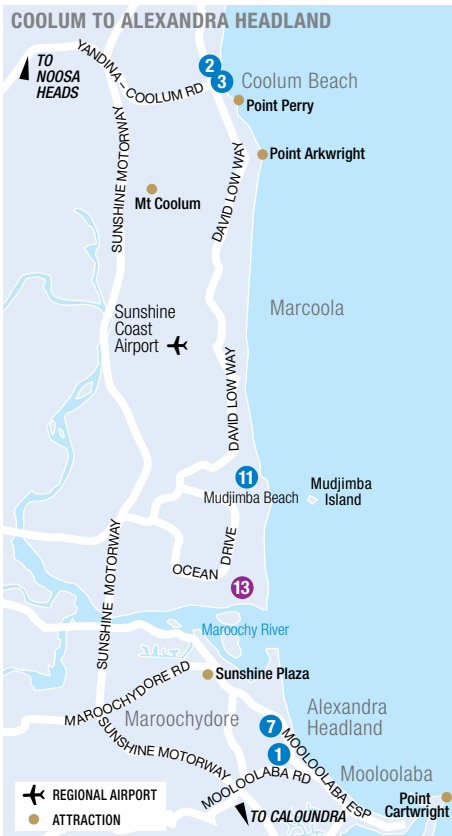 COOLUM TO ALEXANDRA HEADLAND
TO
NOOSA
HEADS
YANDINA – COOLUM RD
2
3
Coolum Beach
Point Perry
Point Arkwright
SUNSHINE MOTORWAY
DAVID LOW WAY
Mt Coolum
Marcoola
Sunshine
Coast
Airport
DAVID LOW WAY
11
Mudjimba Beach
Mudjimba
Island
OCEAN DRIVE
13
SUNSHINE MOTORWAY
Maroochy River
MAROOCHYDORE RD
Sunshine Plaza
Maroochydore
Alexandra
Headland
7
1
MOOLOOLABA ESP
SUNSHINE MOTORWAY
MOOLOOLABA RD
Mooloolaba
Point
Cartwright
TO CALOUNDRA
REGIONAL AIRPORT
ATTRACTION